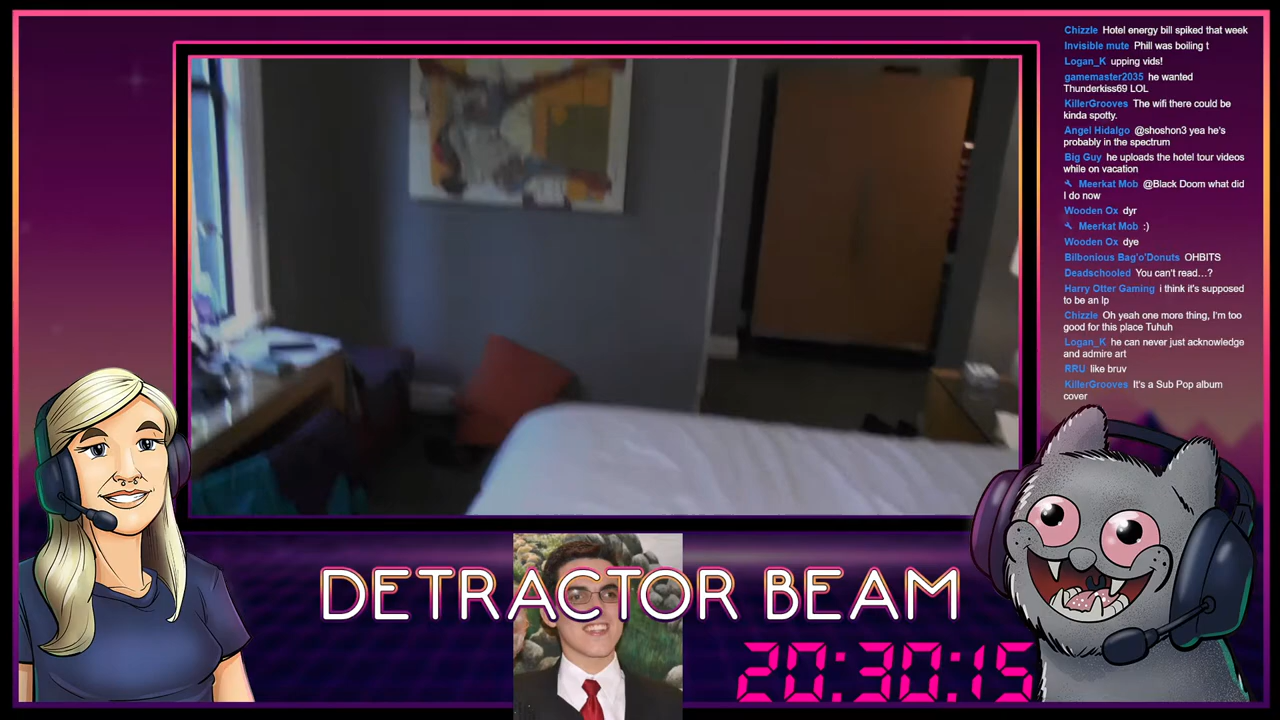 Chizzle Hotel energy bill spiked that week
Invisible mute Phill was boiling t
Logan_K upping vids!
gamemaster2035 he wanted
Thunderkiss69 LOL
KillerGrooves The wifi there could be
kinda spotty.
Angel Hidalgo @shoshon3 yea he's
probably in the spectrum
Big Guy he uploads the hotel tour videos
while on vacation
Meerkat Mob @Black Doom what did
I do now
Wooden Ox dyr
Meerkat Mob :)
Wooden Ox dye
Bilbonious Bag'o'Donuts OHBITS
Deadschooled You can't read...?
Harry Otter Gaming i think it's supposed
to be an lp
Chizzle Oh yeah one more thing, I'm too
good for this place Tuhuh
Logan_K he can never just acknowledge
and admire art
RRU like bruv
KillerGrooves It's a Sub Pop album
cover
DETRACTOR BEAM
20:30:15